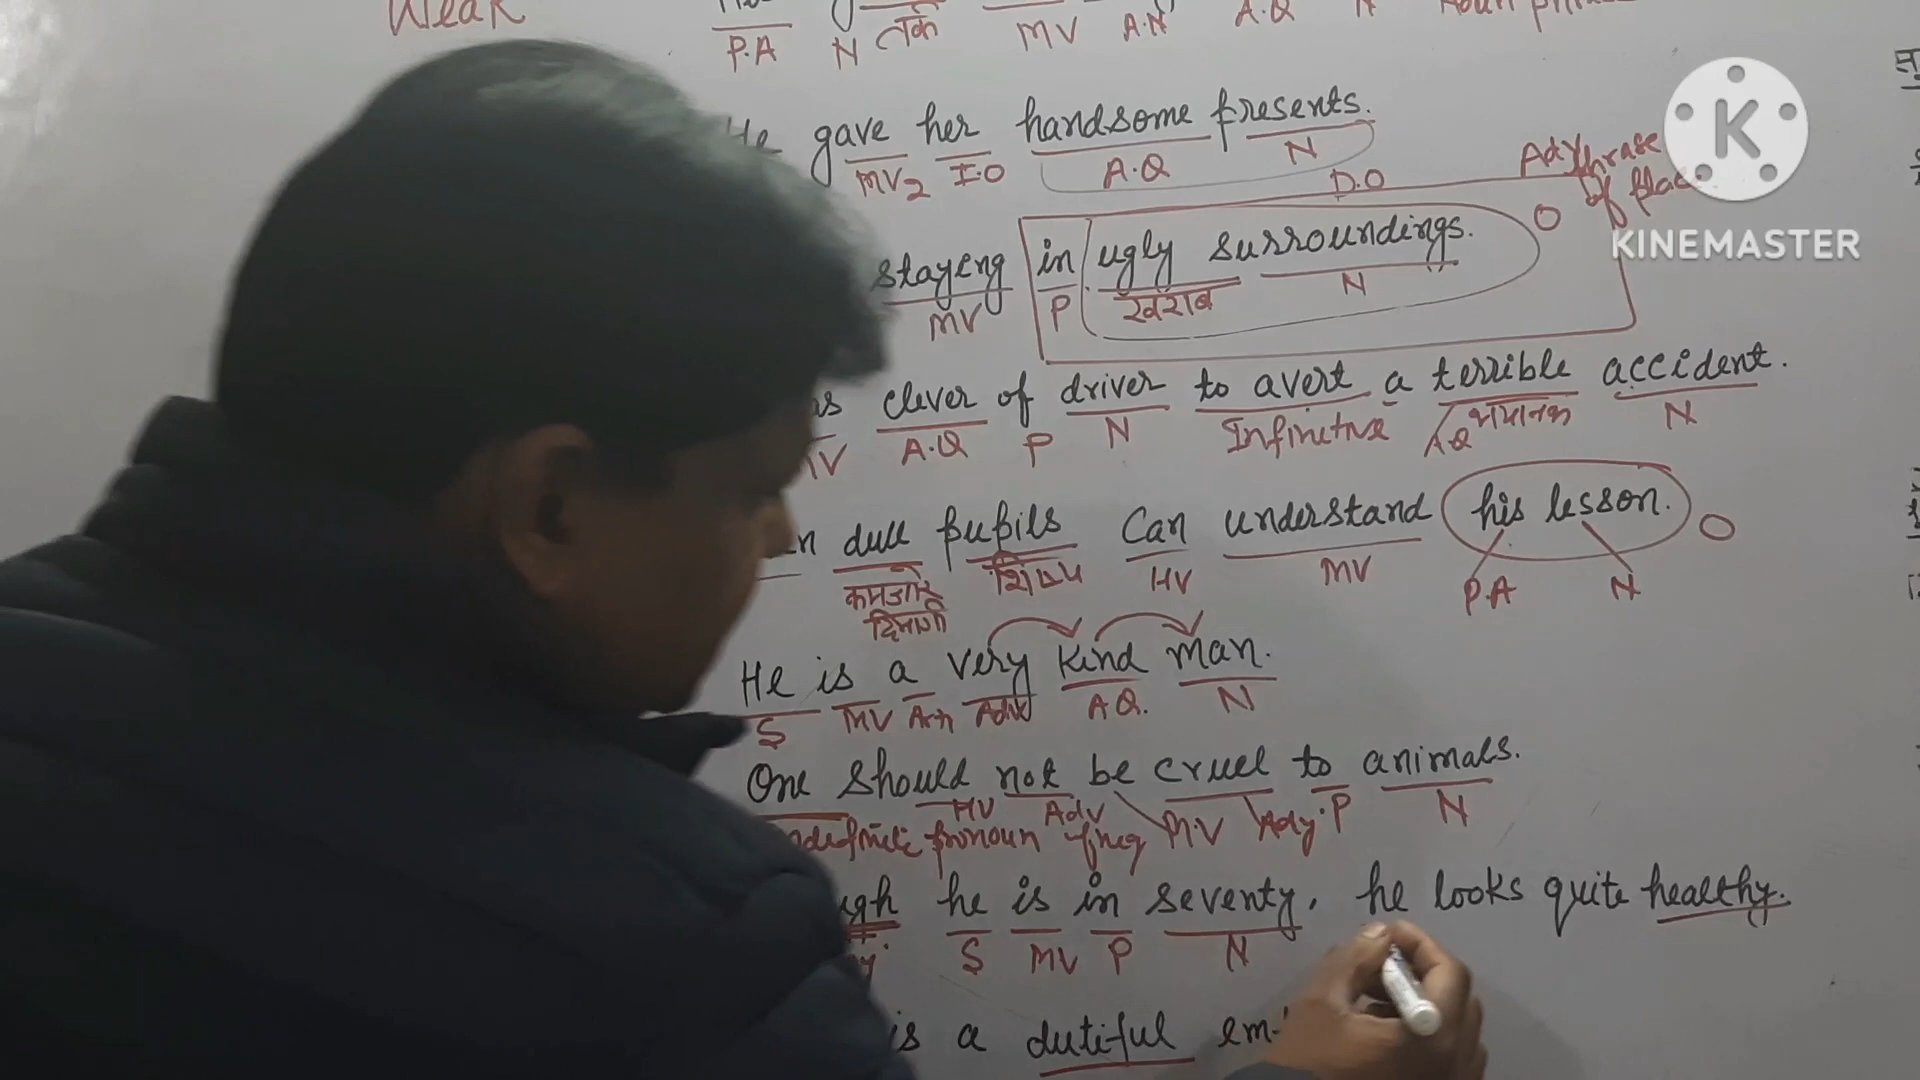 Weak
P.A N MV A.N A.Q N
gave her handsome presents.
MV2 I.O A.Q N
D.O
Adv phrase of place
staying in ugly surroundings. O
MV P खराब N
KINEMASTER
clever of driver to avert a terrible accident.
A.Q P N Infinitive A.Q भयानक N
dull pupils Can understand his lesson. O
कमजोर शिष्य HV MV P.A N
दिमागी
He is a very kind man.
S MV Art Adv A.Q. N
One should not be cruel to animals.
HV Adv M.V Adj. P N
pronoun
he is in seventy, he looks quite healthy.
S MV P N
is a dutiful